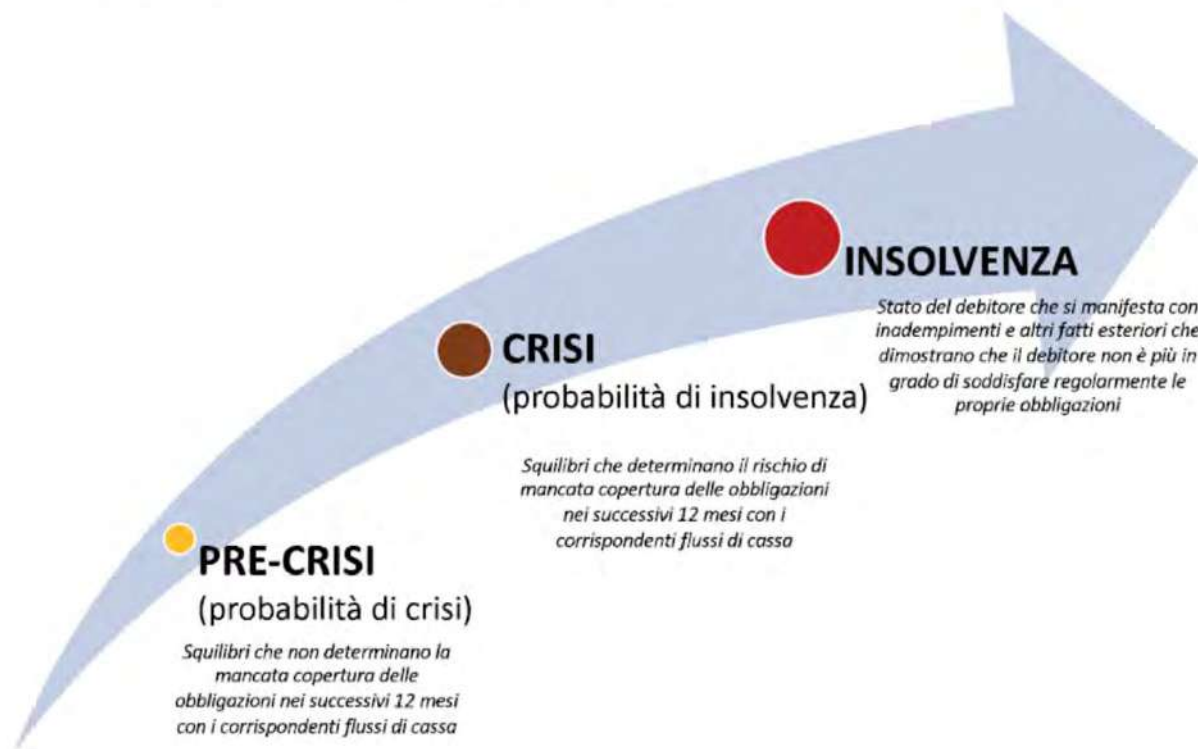 INSOLVENZA
Stato del debitore che si manifesta con
inadempimenti e altri fatti esteriori che
dimostrano che il debitore non è più in
grado di soddisfare regolarmente le
proprie obbligazioni
CRISI
(probabilità di insolvenza)
Squilibri che determinano il rischio di
mancata copertura delle obbligazioni
nei successivi 12 mesi con i
corrispondenti flussi di cassa
PRE-CRISI
(probabilità di crisi)
Squilibri che non determinano la
mancata copertura delle
obbligazioni nei successivi 12 mesi
con i corrispondenti flussi di cassa